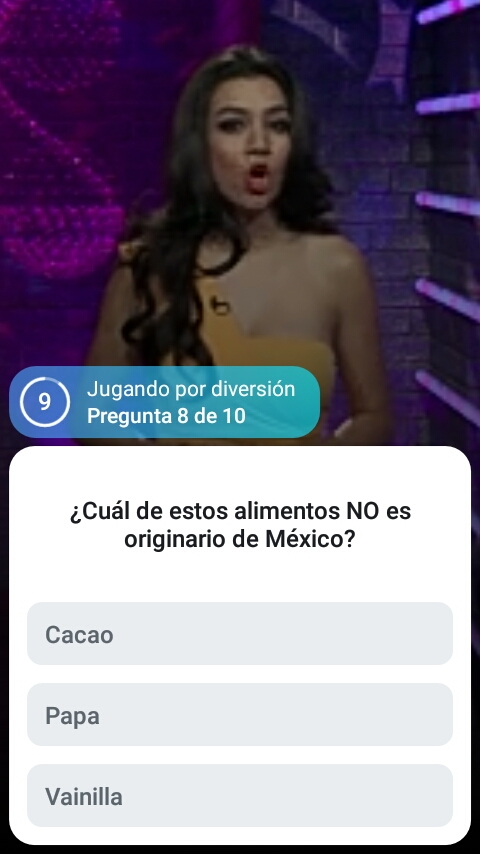 9
Jugando por diversión
Pregunta 8 de 10
¿Cuál de estos alimentos NO es
originario de México?
Cacao
Papa
Vainilla